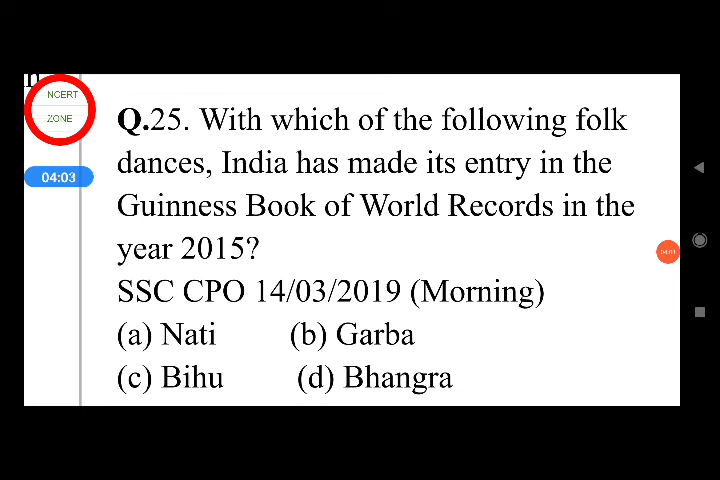 NCERT
ZONE
04:03
Q.25. With which of the following folk
dances, India has made its entry in the
Guinness Book of World Records in the
year 2015?
SSC CPO 14/03/2019 (Morning)
(a) Nati (b) Garba
(c) Bihu (d) Bhangra